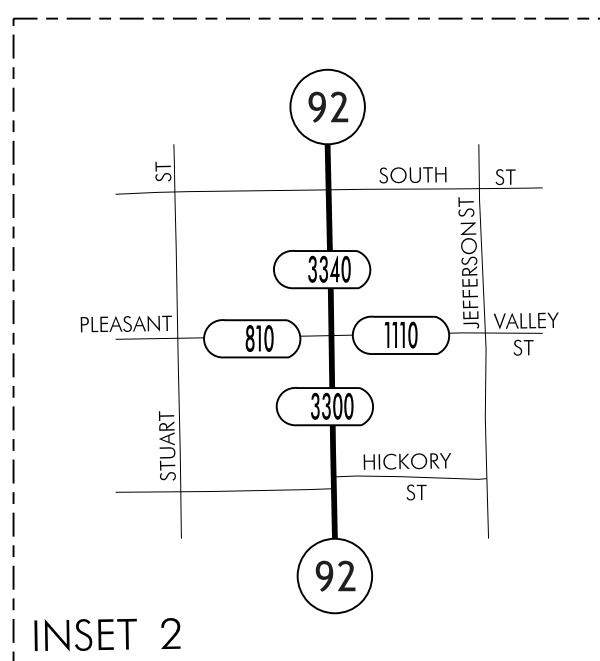 92
ST
SOUTH ST
JEFFERSON ST
3340
PLEASANT VALLEY
ST
810
1110
3300
STUART
HICKORY
ST
92
INSET 2